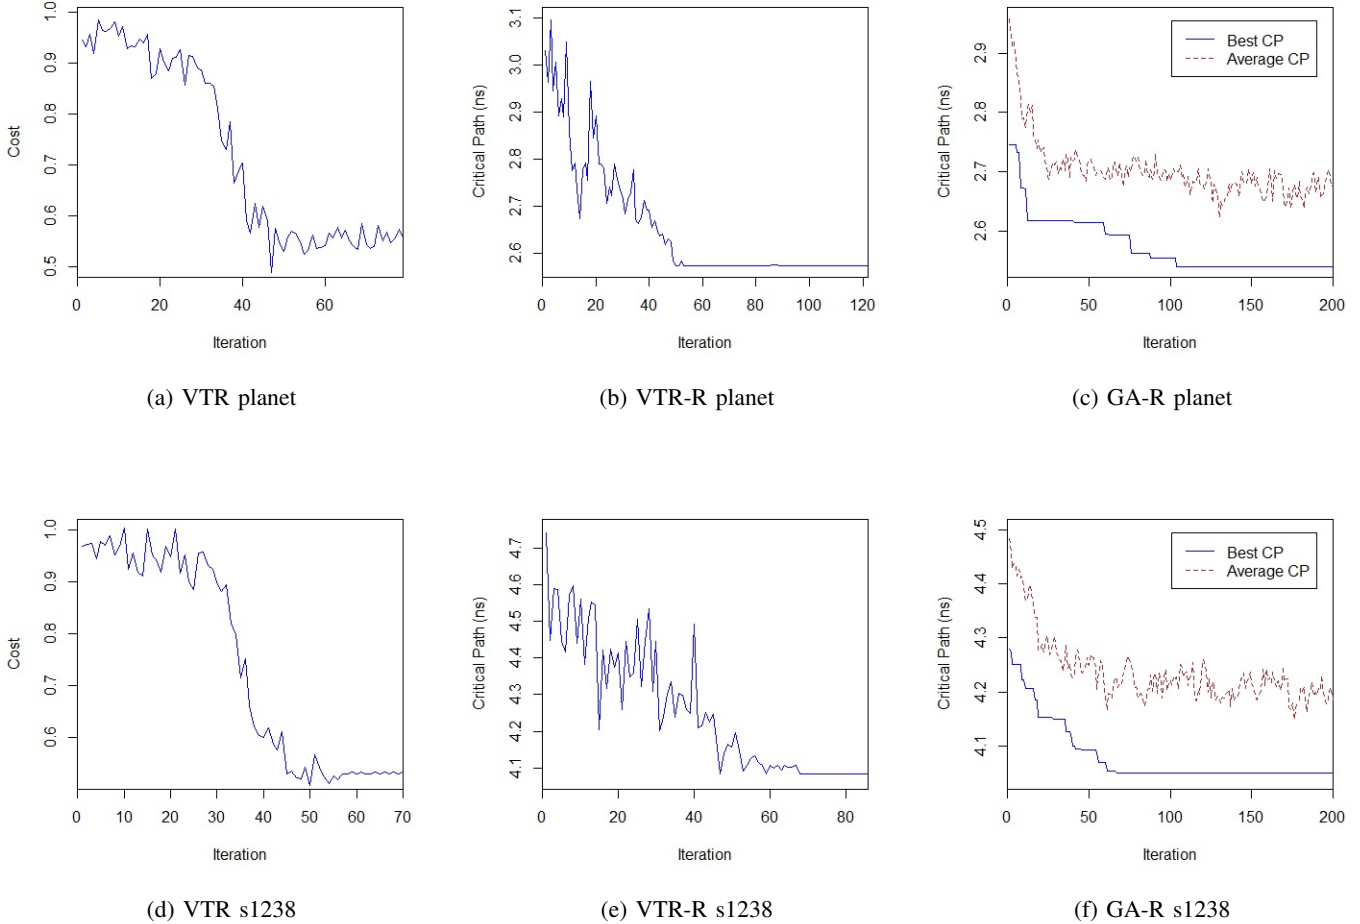 Cost
0.5 0.6 0.7 0.8 0.9 1.0
0 20 40 60
Iteration
(a) VTR planet
Critical Path (ns)
2.6 2.7 2.8 2.9 3.0 3.1
0 20 40 60 80 100 120
Iteration
(b) VTR-R planet
Critical Path (ns)
2.6 2.7 2.8 2.9
Best CP
Average CP
0 50 100 150 200
Iteration
(c) GA-R planet
Cost
0.6 0.7 0.8 0.9 1.0
0 10 20 30 40 50 60 70
Iteration
(d) VTR s1238
Critical Path (ns)
4.1 4.2 4.3 4.4 4.5 4.6 4.7
0 20 40 60 80
Iteration
(e) VTR-R s1238
Critical Path (ns)
4.1 4.2 4.3 4.4 4.5
Best CP
Average CP
0 50 100 150 200
Iteration
(f) GA-R s1238